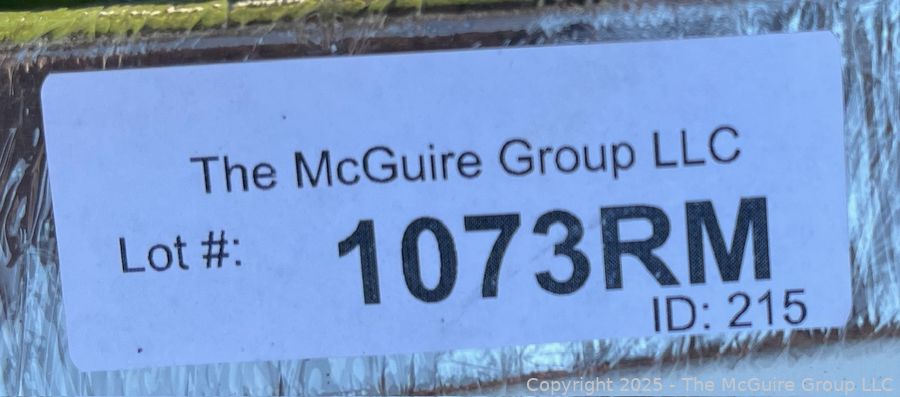 The McGuire Group LLC
Lot #: 1073RM
ID: 215
Copyright 2025 - The McGuire Group LLC